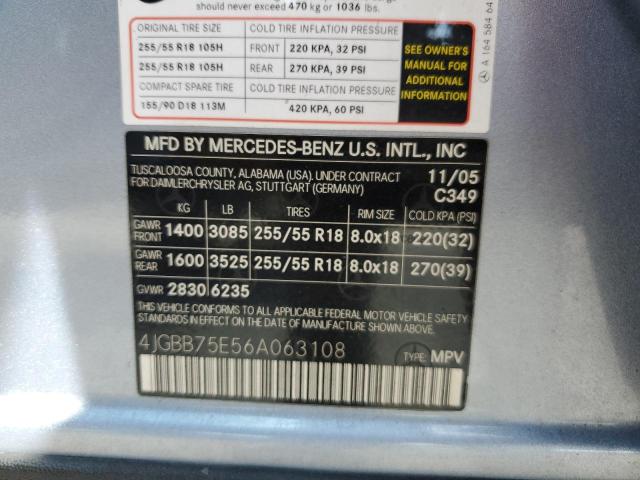 should never exceed 470 kg or 1036 lbs.
ORIGINAL TIRE SIZE COLD TIRE INFLATION PRESSURE
255/55 R18 105H FRONT 220 KPA, 32 PSI
255/55 R18 105H REAR 270 KPA, 39 PSI
COMPACT SPARE TIRE COLD TIRE INFLATION PRESSURE
155/90 D18 113M 420 KPA, 60 PSI
SEE OWNER'S
MANUAL FOR
ADDITIONAL
INFORMATION
A 164 584 64
MFD BY MERCEDES-BENZ U.S. INTL., INC
TUSCALOOSA COUNTY, ALABAMA (USA). UNDER CONTRACT 11/05
FOR DAIMLERCHRYSLER AG, STUTTGART (GERMANY) C349
KG LB TIRES RIM SIZE COLD KPA (PSI)
GAWR FRONT 1400 3085 255/55 R18 8.0x18 220(32)
GAWR REAR 1600 3525 255/55 R18 8.0x18 270(39)
GVWR 2830 6235
THIS VEHICLE CONFORMS TO ALL APPLICABLE FEDERAL MOTOR VEHICLE SAFETY
STANDARDS IN EFFECT ON THE DATE OF MANUFACTURE SHOWN ABOVE.
4JGBB75E56A063108 TYPE: MPV